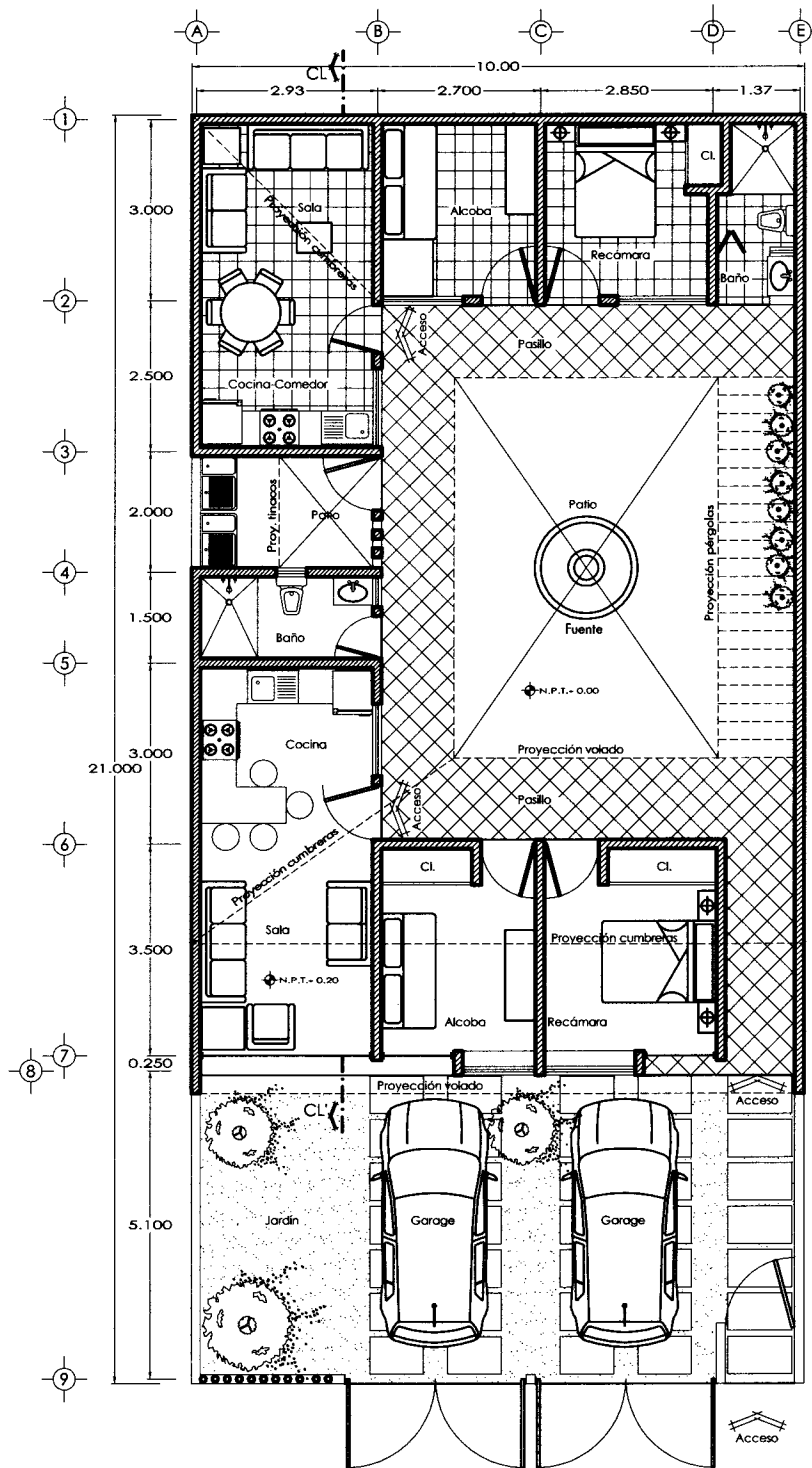 A B C D E
CL
10.00
2.93 2.700 2.850 1.37
1
Cl.
3.000
Sala
Alcoba
Proyección cumbreras
Recámara
Baño
2
Acceso
Pasillo
2.500
Cocina-Comedor
3
2.000
Proy. tinacos
Patio
Patio
Proyección pérgolas
4
Fuente
1.500
Baño
5
N.P.T.+ 0.00
Cocina
3.000
21.000
Proyección volado
Acceso
Pasillo
6
Cl.
Cl.
Proyección cumbreras
Sala
Proyección cumbreras
3.500
N.P.T.+ 0.20
Alcoba
Recámara
7
0.250
8
Proyección volado
CL'
Acceso
Jardín
Garage
Garage
5.100
9
Acceso